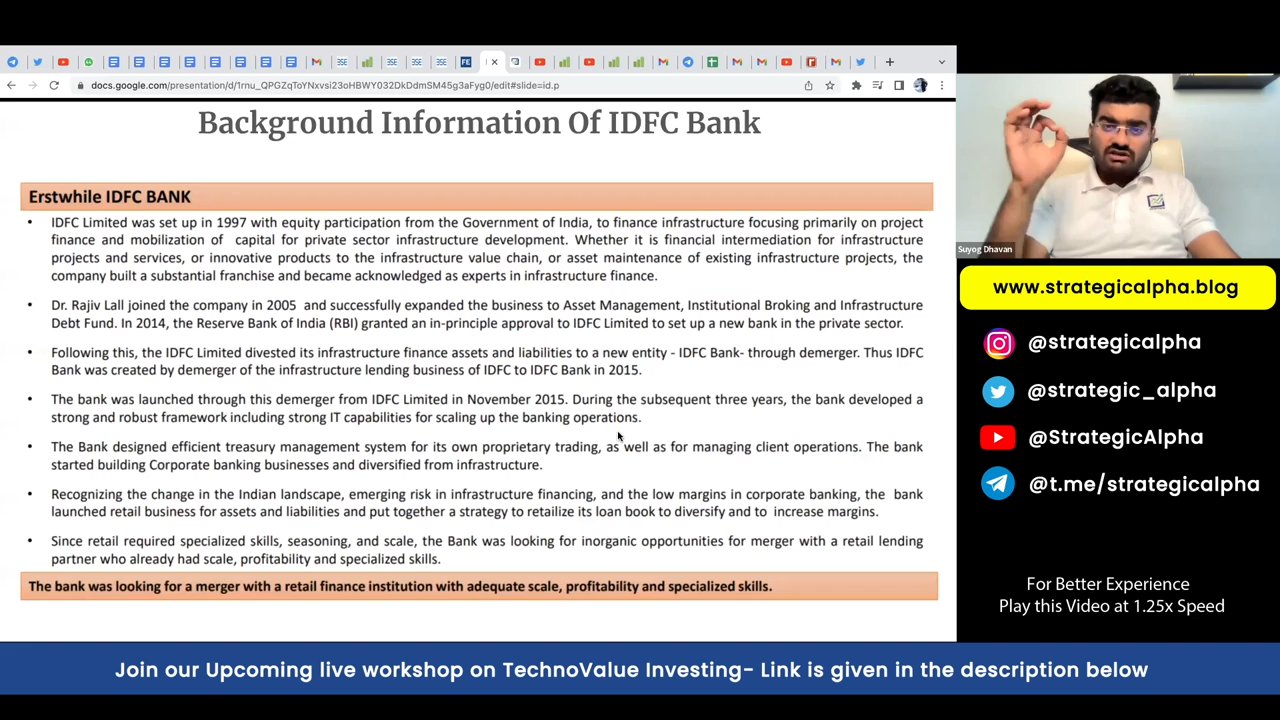 docs.google.com/presentation/d/1rnu_QPGZqToYNxvsi23oHBWY032DkDdmSM45g3aFyg0/edit#slide=id.p
Background Information Of IDFC Bank
Erstwhile IDFC BANK
• IDFC Limited was set up in 1997 with equity participation from the Government of India, to finance infrastructure focusing primarily on project
finance and mobilization of capital for private sector infrastructure development. Whether it is financial intermediation for infrastructure
projects and services, or innovative products to the infrastructure value chain, or asset maintenance of existing infrastructure projects, the
company built a substantial franchise and became acknowledged as experts in infrastructure finance.
• Dr. Rajiv Lall joined the company in 2005 and successfully expanded the business to Asset Management, Institutional Broking and Infrastructure
Debt Fund. In 2014, the Reserve Bank of India (RBI) granted an in-principle approval to IDFC Limited to set up a new bank in the private sector.
• Following this, the IDFC Limited divested its infrastructure finance assets and liabilities to a new entity - IDFC Bank- through demerger. Thus IDFC
Bank was created by demerger of the infrastructure lending business of IDFC to IDFC Bank in 2015.
• The bank was launched through this demerger from IDFC Limited in November 2015. During the subsequent three years, the bank developed a
strong and robust framework including strong IT capabilities for scaling up the banking operations.
• The Bank designed efficient treasury management system for its own proprietary trading, as well as for managing client operations. The bank
started building Corporate banking businesses and diversified from infrastructure.
• Recognizing the change in the Indian landscape, emerging risk in infrastructure financing, and the low margins in corporate banking, the bank
launched retail business for assets and liabilities and put together a strategy to retailize its loan book to diversify and to increase margins.
• Since retail required specialized skills, seasoning, and scale, the Bank was looking for inorganic opportunities for merger with a retail lending
partner who already had scale, profitability and specialized skills.
The bank was looking for a merger with a retail finance institution with adequate scale, profitability and specialized skills.
Suyog Dhavan
www.strategicalpha.blog
@strategicalpha
@strategic_alpha
@StrategicAlpha
@t.me/strategicalpha
For Better Experience
Play this Video at 1.25x Speed
Join our Upcoming live workshop on TechnoValue Investing- Link is given in the description below